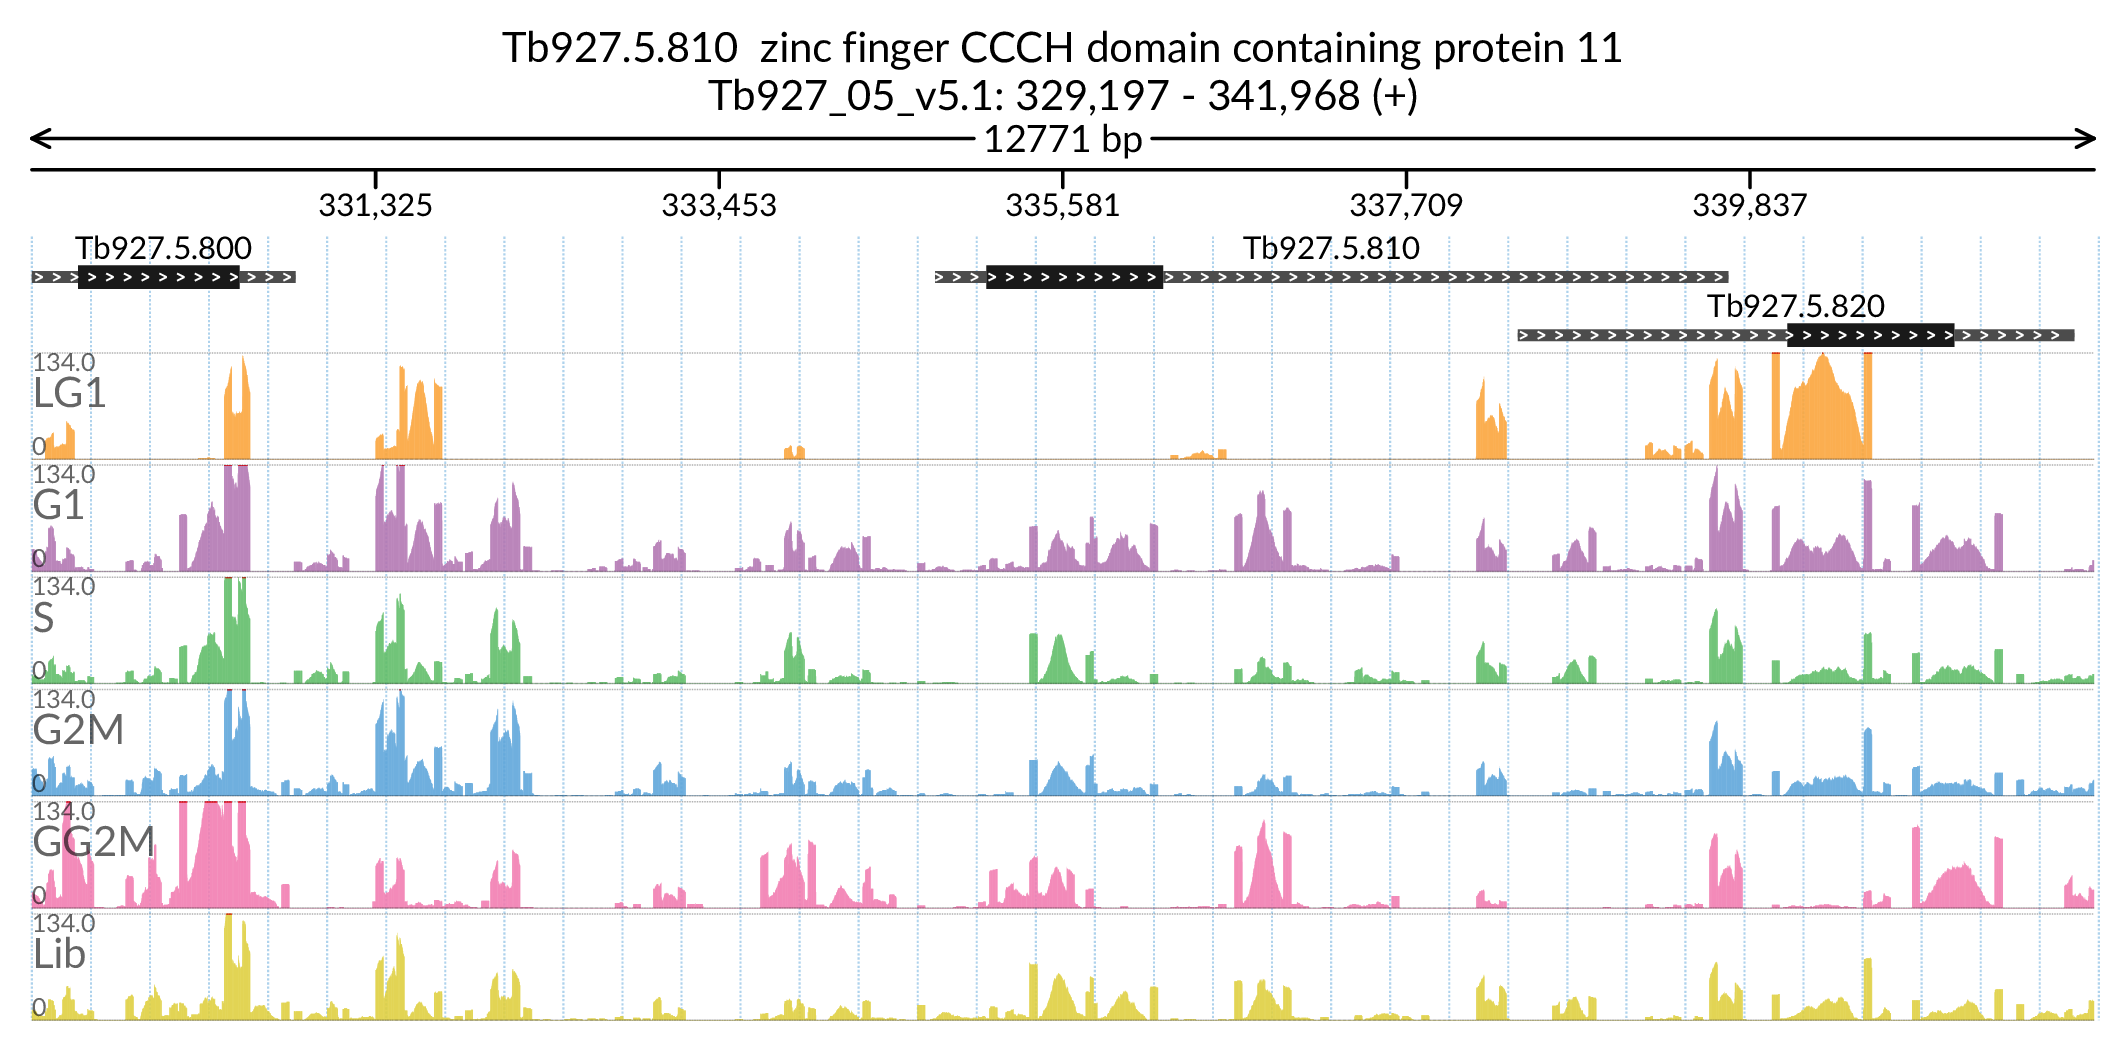 Tb927.5.810  zinc finger CCCH domain containing protein 11
Tb927_05_v5.1: 329,197 - 341,968 (+)
12771 bp
331,325 333,453 335,581 337,709 339,837
Tb927.5.800 Tb927.5.810
Tb927.5.820
134.0
LG1
0
134.0
G1
0
134.0
S
0
134.0
G2M
0
134.0
GG2M
0
134.0
Lib
0